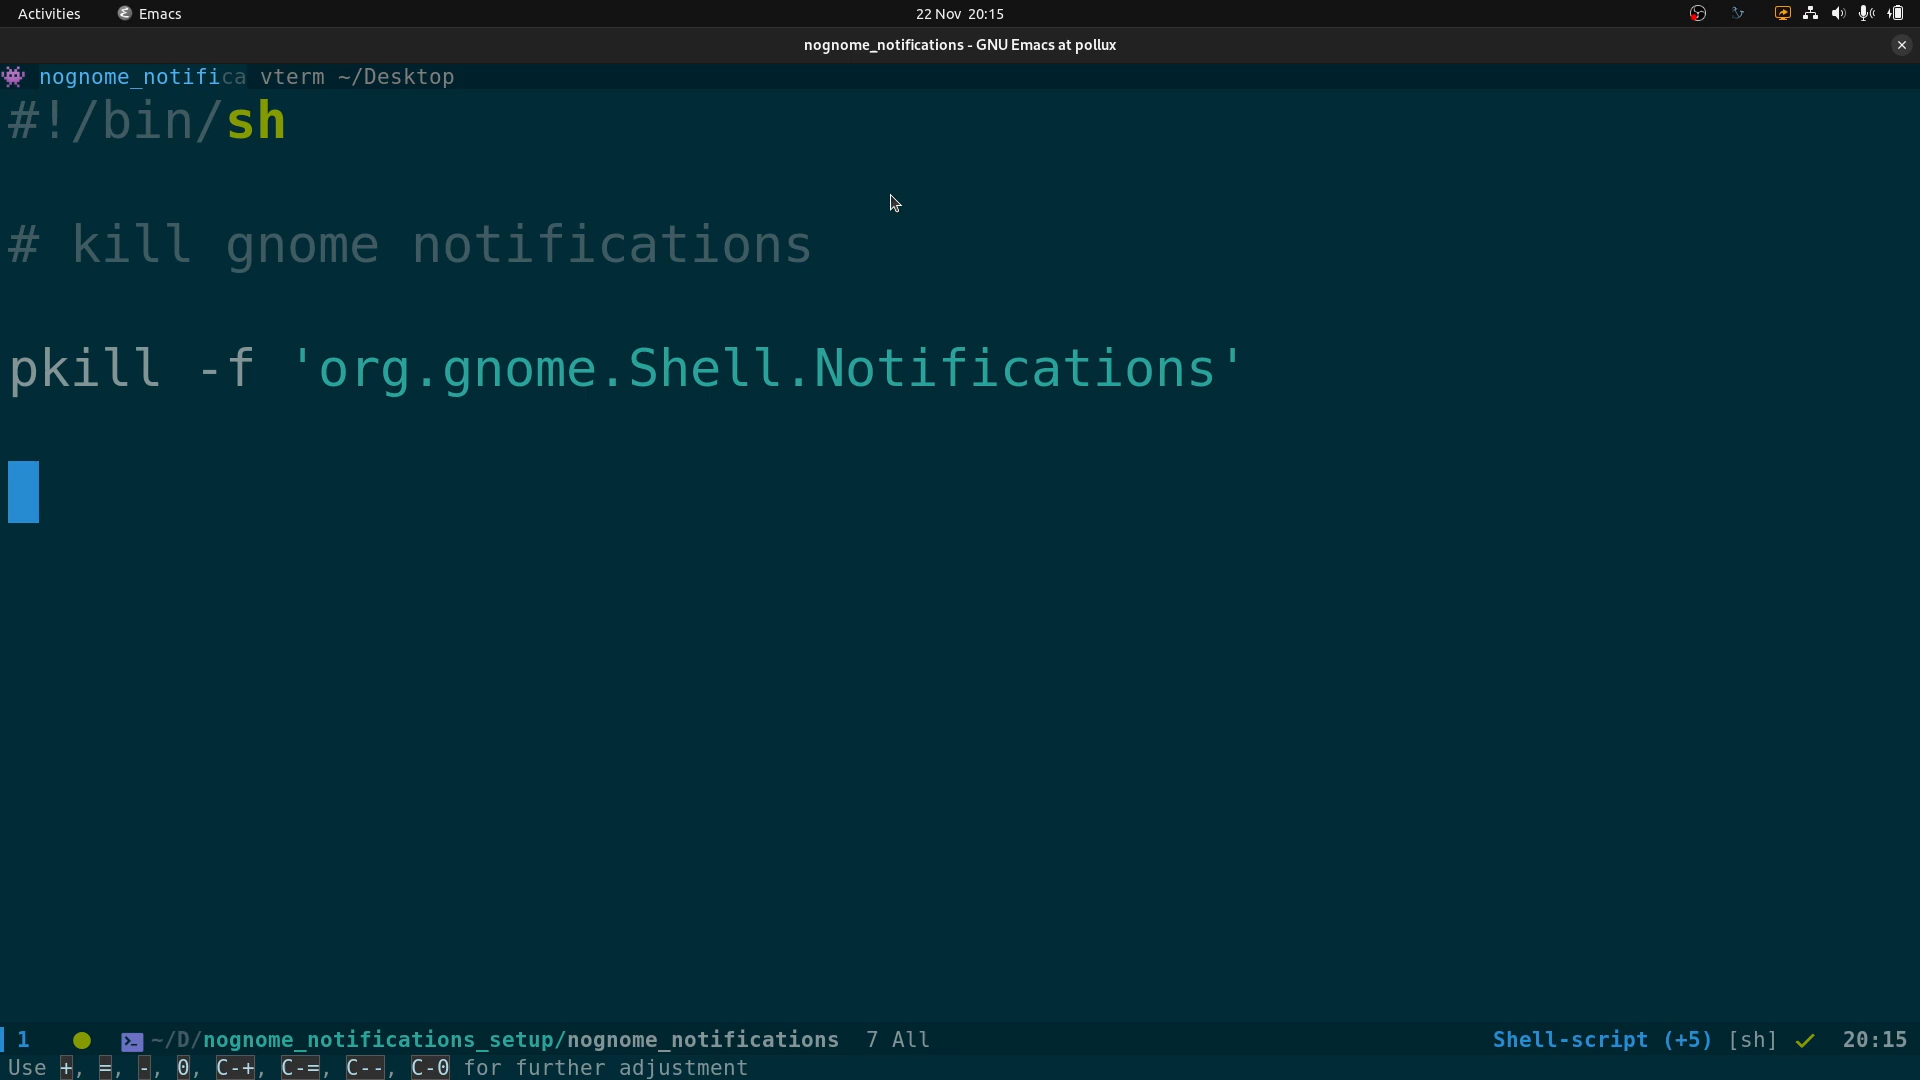 Activities Emacs 22 Nov 20:15
nognome_notifications - GNU Emacs at pollux
nognome_notifica vterm ~/Desktop
#!/bin/sh
# kill gnome notifications
pkill -f 'org.gnome.Shell.Notifications'
1 ~/D/nognome_notifications_setup/nognome_notifications 7 All Shell-script (+5) [sh] 20:15
Use +, =, -, 0, C-+, C-=, C--, C-0 for further adjustment